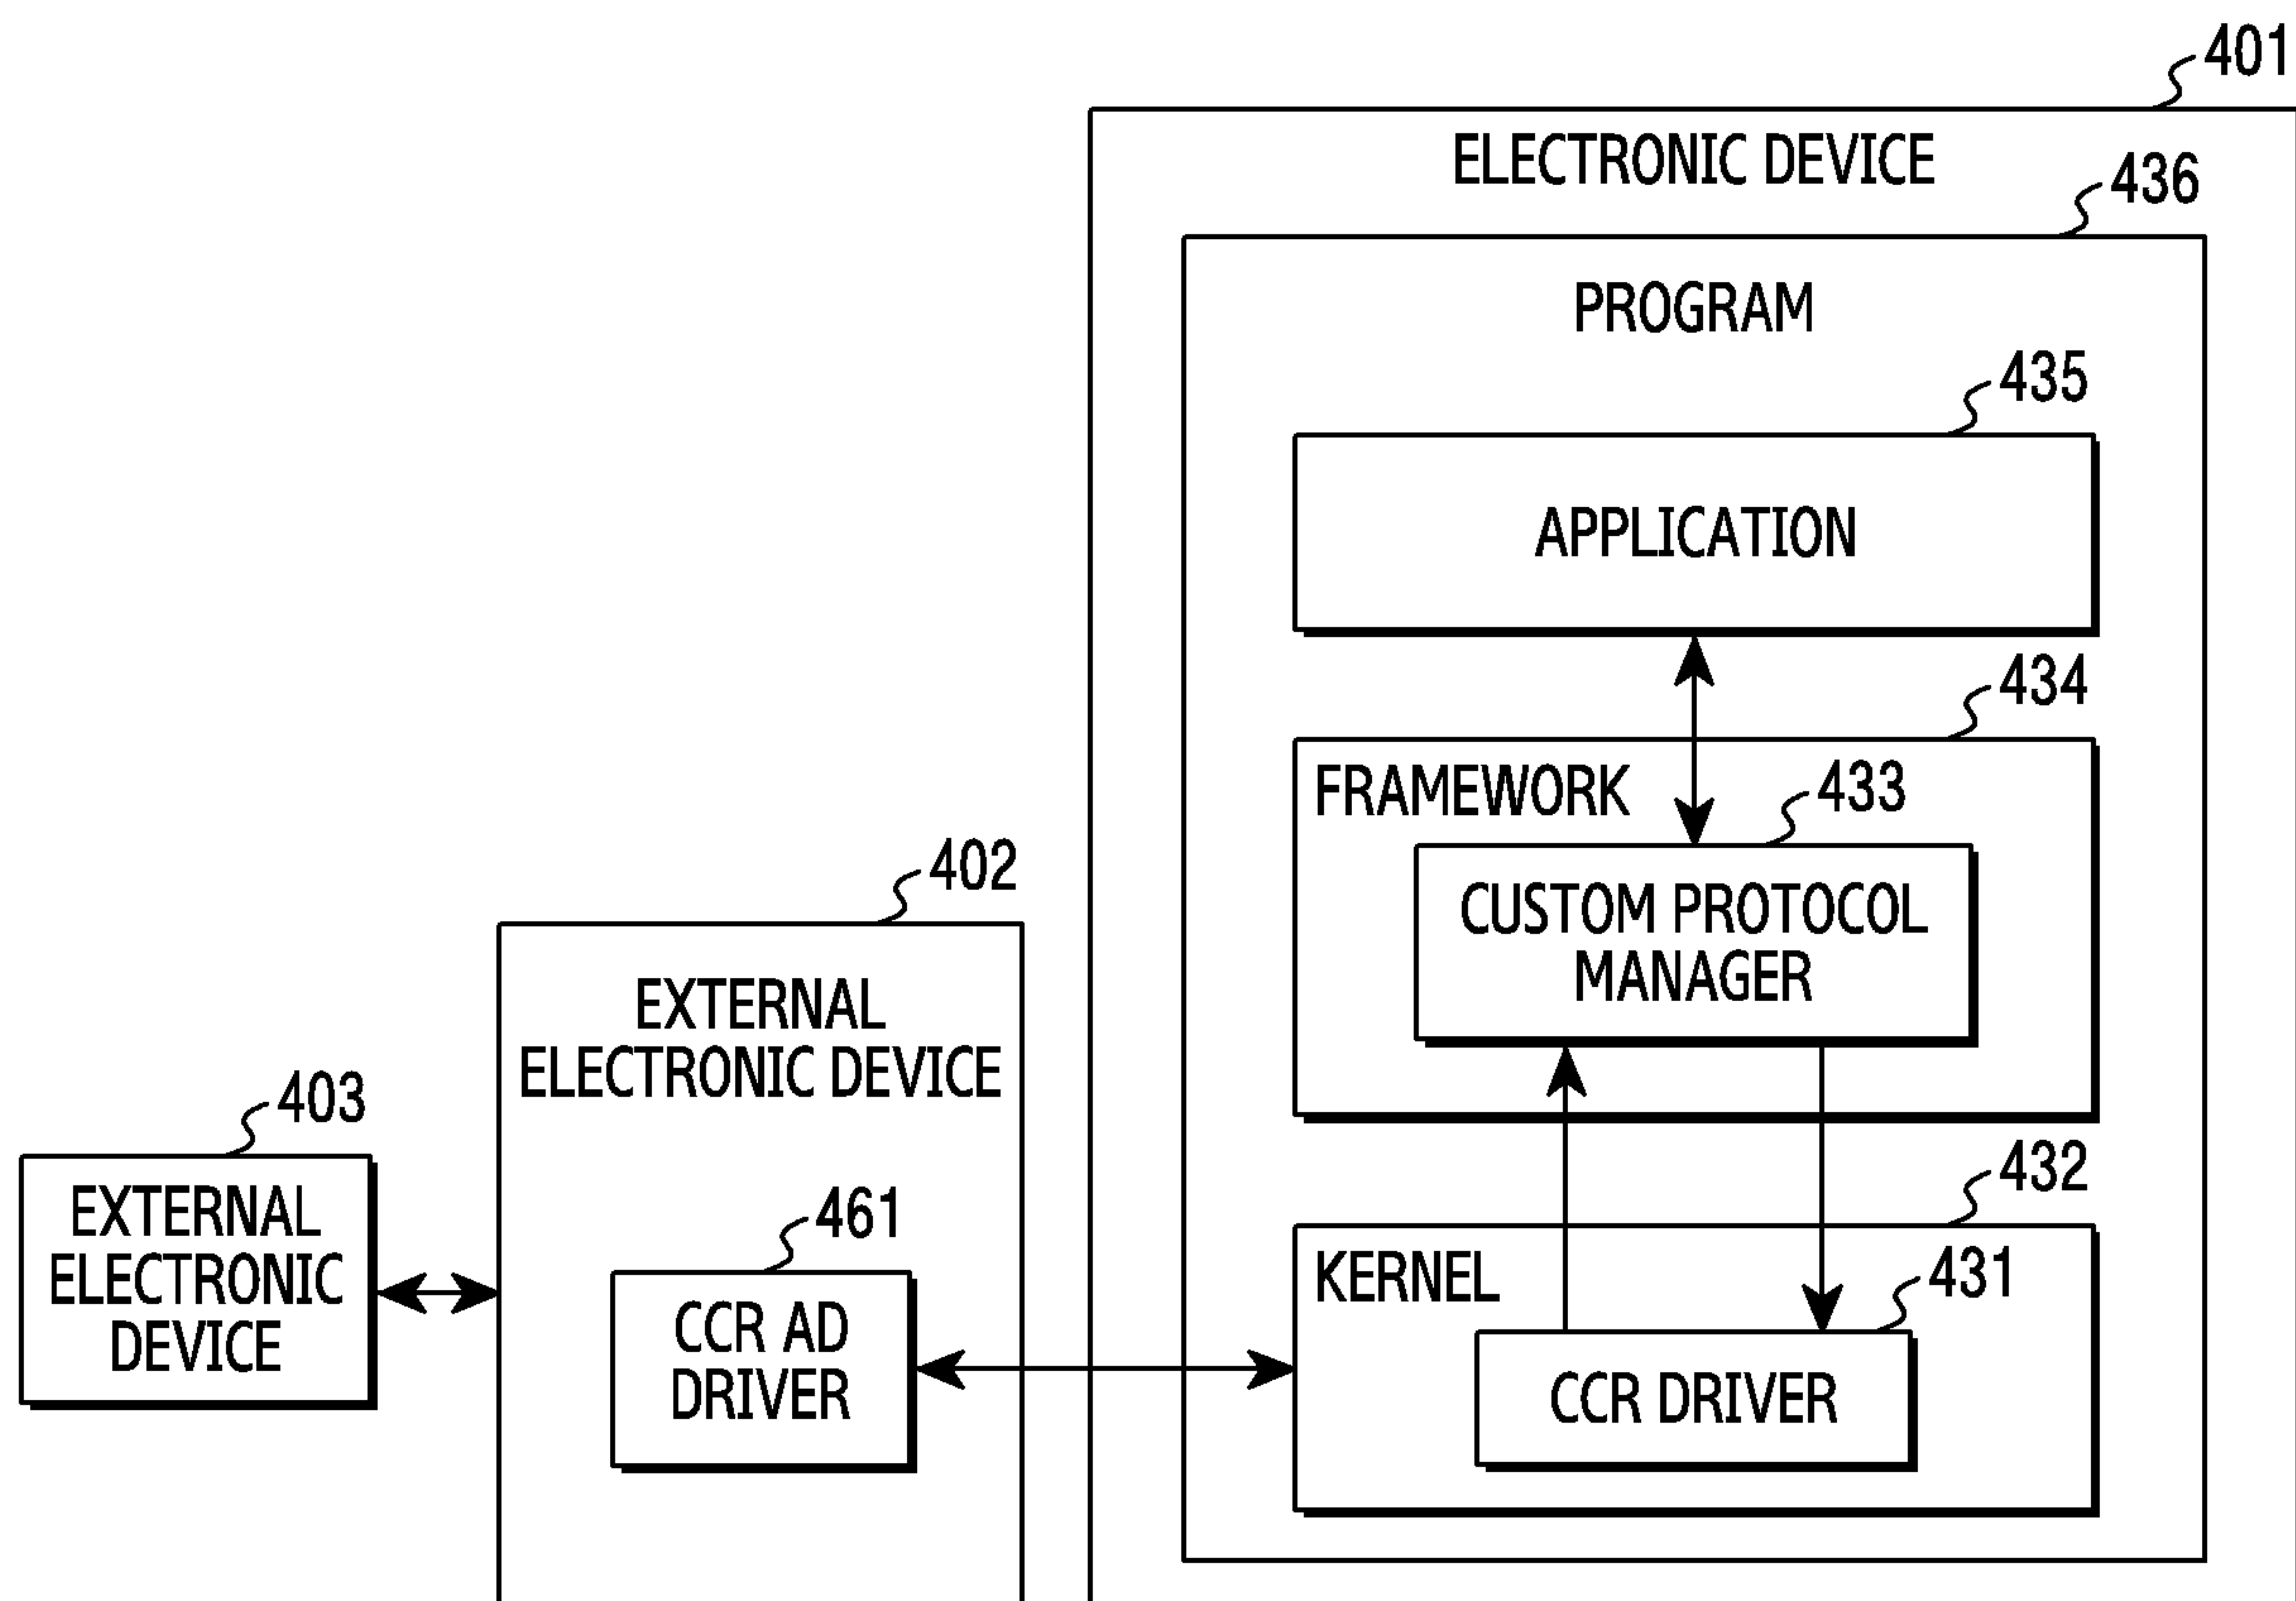 401
ELECTRONIC DEVICE
436
PROGRAM
435
APPLICATION
434
FRAMEWORK
433
CUSTOM PROTOCOL
MANAGER
402
EXTERNAL
ELECTRONIC DEVICE
403
EXTERNAL
ELECTRONIC
DEVICE
461
CCR AD
DRIVER
432
KERNEL
431
CCR DRIVER